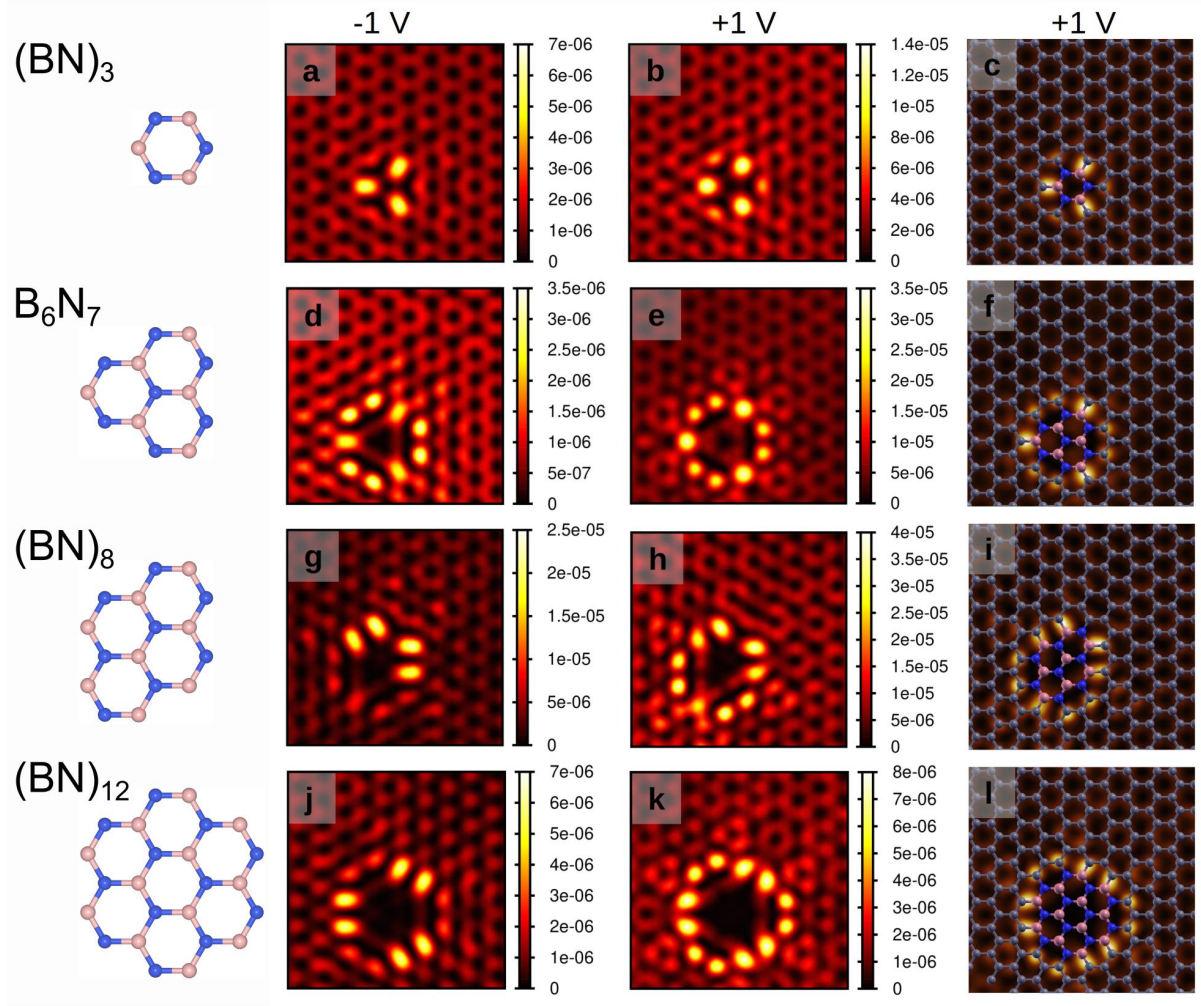 -1 V +1 V +1 V
(BN)3
a
7e-06
6e-06
5e-06
4e-06
3e-06
2e-06
1e-06
0
b
1.4e-05
1.2e-05
1e-05
8e-06
6e-06
4e-06
2e-06
0
c
B6N7
d
3.5e-06
3e-06
2.5e-06
2e-06
1.5e-06
1e-06
5e-07
0
e
3.5e-05
3e-05
2.5e-05
2e-05
1.5e-05
1e-05
5e-06
0
f
(BN)8
g
2.5e-05
2e-05
1.5e-05
1e-05
5e-06
0
h
4e-05
3.5e-05
3e-05
2.5e-05
2e-05
1.5e-05
1e-05
5e-06
0
i
(BN)12
j
7e-06
6e-06
5e-06
4e-06
3e-06
2e-06
1e-06
0
k
8e-06
7e-06
6e-06
5e-06
4e-06
3e-06
2e-06
1e-06
0
l